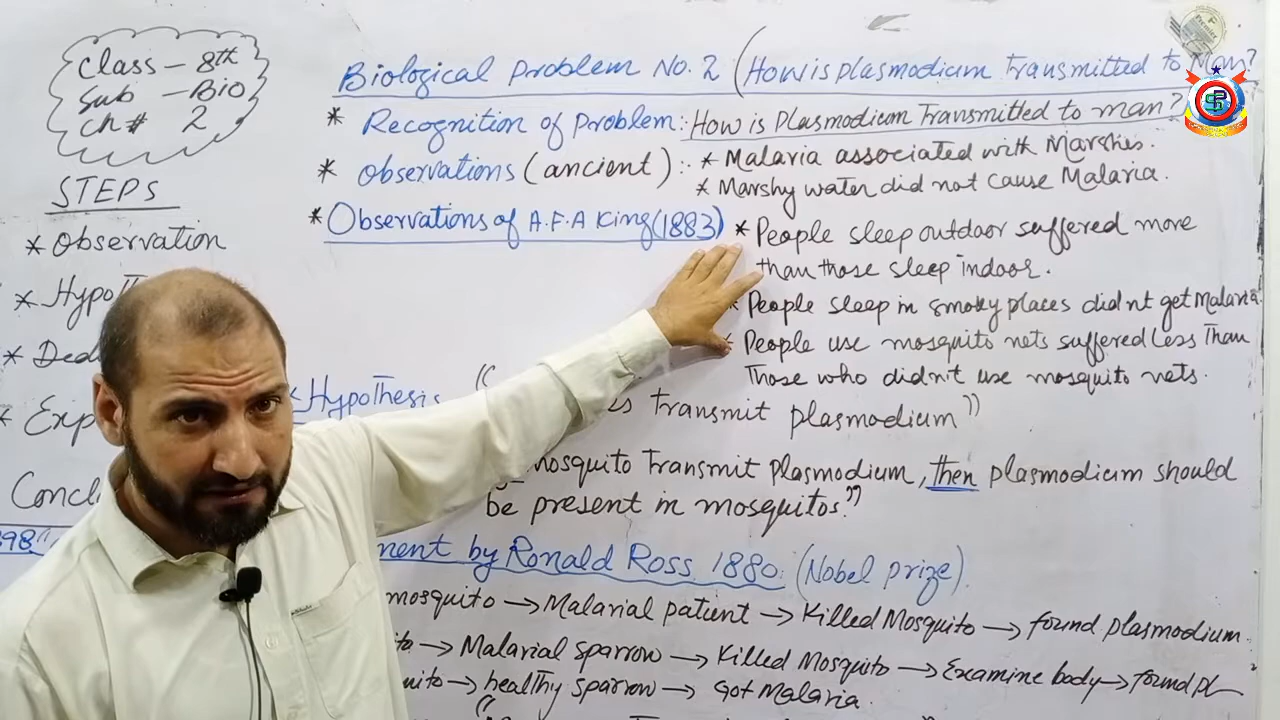 Class - 8th
Sub - Bio
Ch# 2
STEPS
* Observation
* Hypoth
* Ded
* Exp
Concl
Biological Problem No. 2 (How is plasmodium transmitted to Man?
* Recognition of Problem: How is Plasmodium Transmitted to man?
* Observations (ancient) :- * Malaria associated with Marshes.
* Marshy water did not cause Malaria.
* Observations of A.F.A King (1883) * People sleep outdoor suffered more
than those sleep indoor.
* People sleep in smoky places didn't get Malaria.
* People use mosquito nets suffered Less Than
Those who didn't use mosquito nets.
Hypothesis "
s transmit plasmodium"
mosquito Transmit plasmodium, then plasmodium should
be present in mosquitos."
98"
ment by Ronald Ross 1880: (Nobel prize).
mosquito → Malarial patient → Killed Mosquito → found plasmodium.
ito → Malarial sparrow → Killed Mosquito → Examine body → found pl
uito → healthy sparrow → Got Malaria.